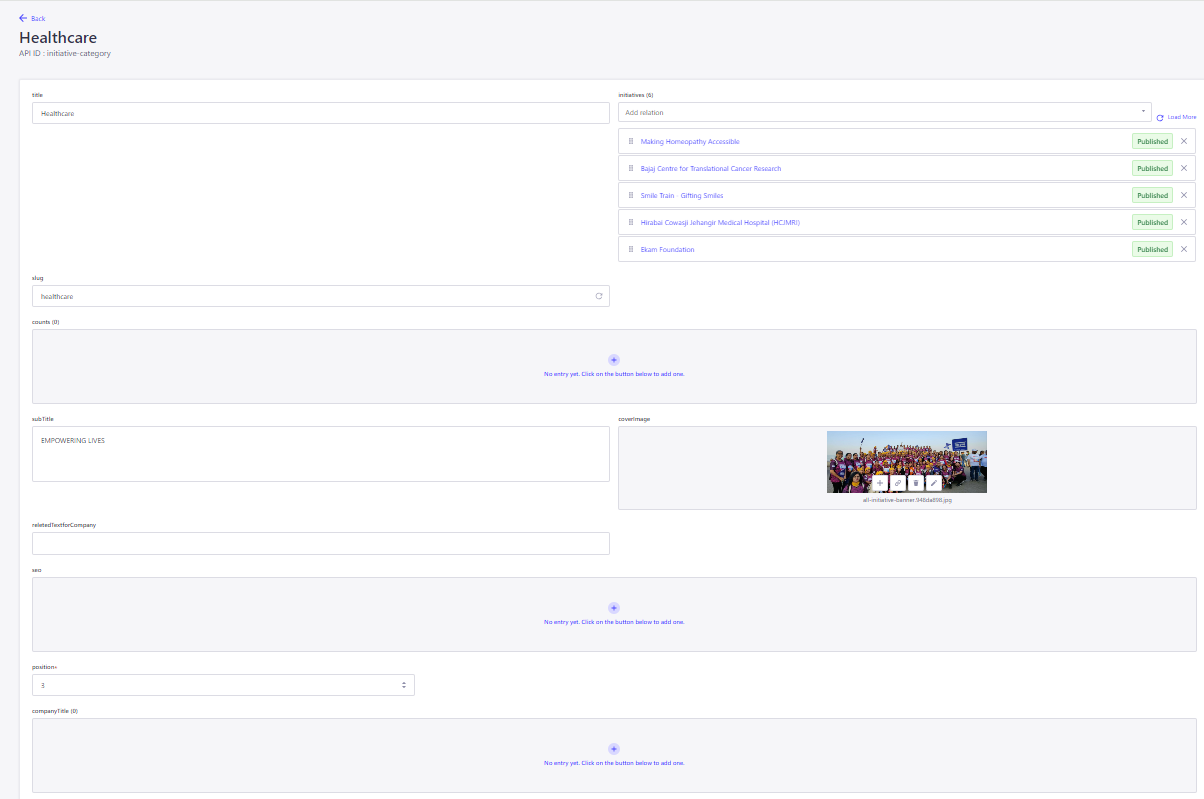 Back
Healthcare
API ID : initiative-category
title
Healthcare
initiatives (6)
Add relation
Load More
Making Homeopathy Accessible
Published
Bajaj Centre for Translational Cancer Research
Published
Smile Train - Gifting Smiles
Published
Hirabai Cowasji Jehangir Medical Hospital (HCJMRI)
Published
Ekam Foundation
Published
slug
healthcare
counts (0)
No entry yet. Click on the button below to add one.
subTitle
EMPOWERING LIVES
coverImage
all-initiative-banner.948da898.jpg
reletedTextforCompany
seo
No entry yet. Click on the button below to add one.
position*
3
companyTitle (0)
No entry yet. Click on the button below to add one.